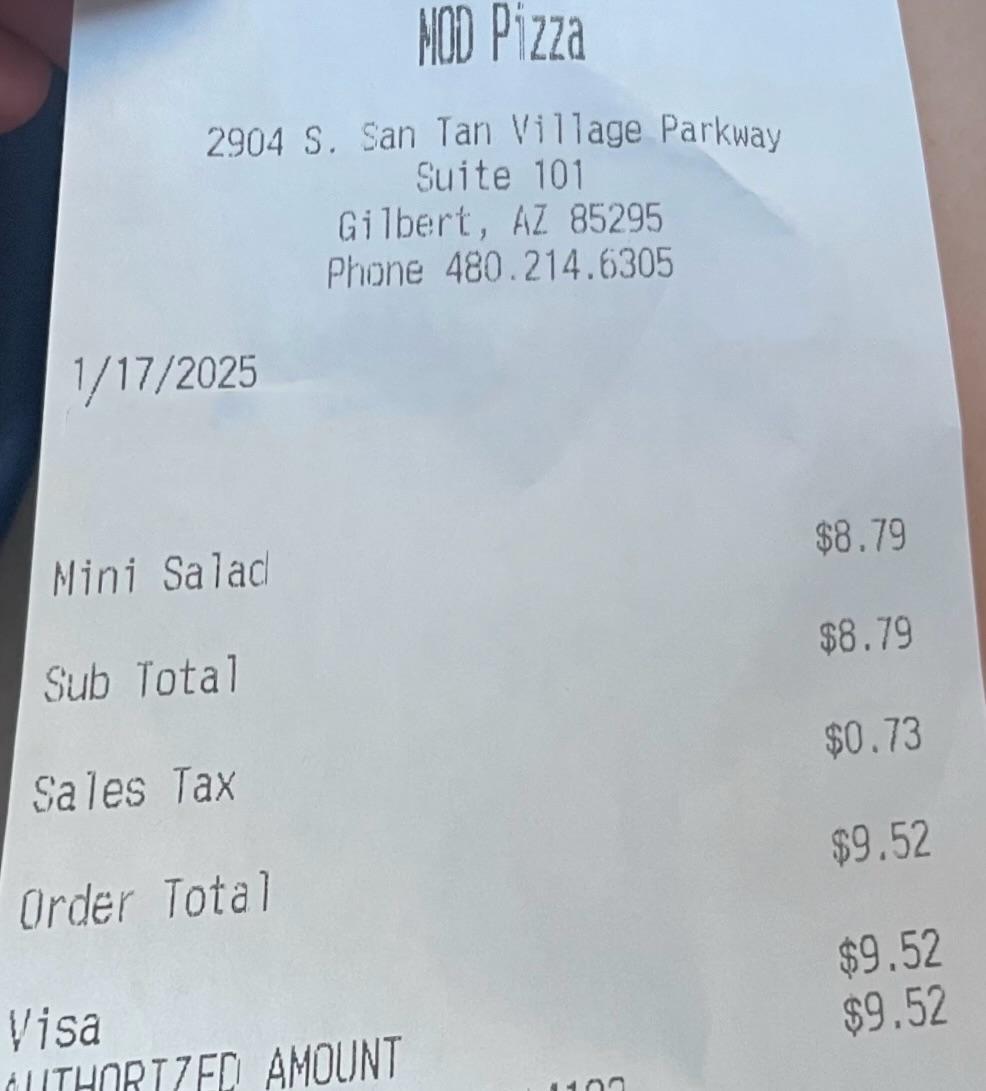 MOD Pizza
2904 S. San Tan Village Parkway
Suite 101
Gilbert, AZ 85295
Phone 480.214.6305
1/17/2025
Mini Salad $8.79
Sub Total $8.79
Sales Tax $0.73
Order Total $9.52
Visa $9.52
AUTHORIZED AMOUNT $9.52